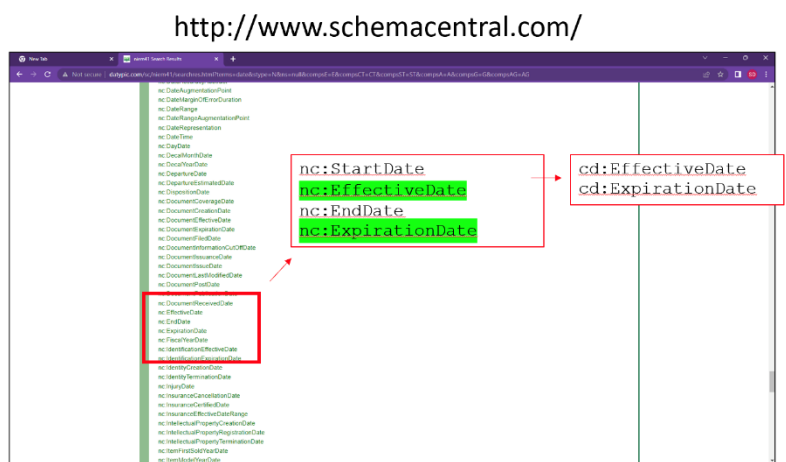 http://www.schemacentral.com/
New Tab
niem41 Search Results
Not secure
nc:DateAugmentationPoint
nc:DateMarginOfErrorDuration
nc:DateRange
nc:DateRangeAugmentationPoint
nc:DateRepresentation
nc:DateTime
nc:DayDate
nc:DecalMonthDate
nc:DecalYearDate
nc:DepartureDate
nc:DepartureEstimatedDate
nc:DispositionDate
nc:DocumentCoverageDate
nc:DocumentCreationDate
nc:DocumentEffectiveDate
nc:DocumentExpirationDate
nc:DocumentFiledDate
nc:DocumentInformationCutOffDate
nc:DocumentIssuanceDate
nc:DocumentIssueDate
nc:DocumentLastModifiedDate
nc:DocumentPostDate
nc:DocumentPublicationDate
nc:DocumentReceivedDate
nc:EffectiveDate
nc:EndDate
nc:ExpirationDate
nc:FiscalYearDate
nc:IdentificationEffectiveDate
nc:IdentificationExpirationDate
nc:IdentityCreationDate
nc:IdentityTerminationDate
nc:InjuryDate
nc:InsuranceCancellationDate
nc:InsuranceCertifiedDate
nc:InsuranceEffectiveDateRange
nc:IntellectualPropertyCreationDate
nc:IntellectualPropertyRegistrationDate
nc:IntellectualPropertyTerminationDate
nc:ItemFirstSoldYearDate
nc:ItemModelYearDate
nc:StartDate
nc:EffectiveDate
nc:EndDate
nc:ExpirationDate
cd:EffectiveDate
cd:ExpirationDate